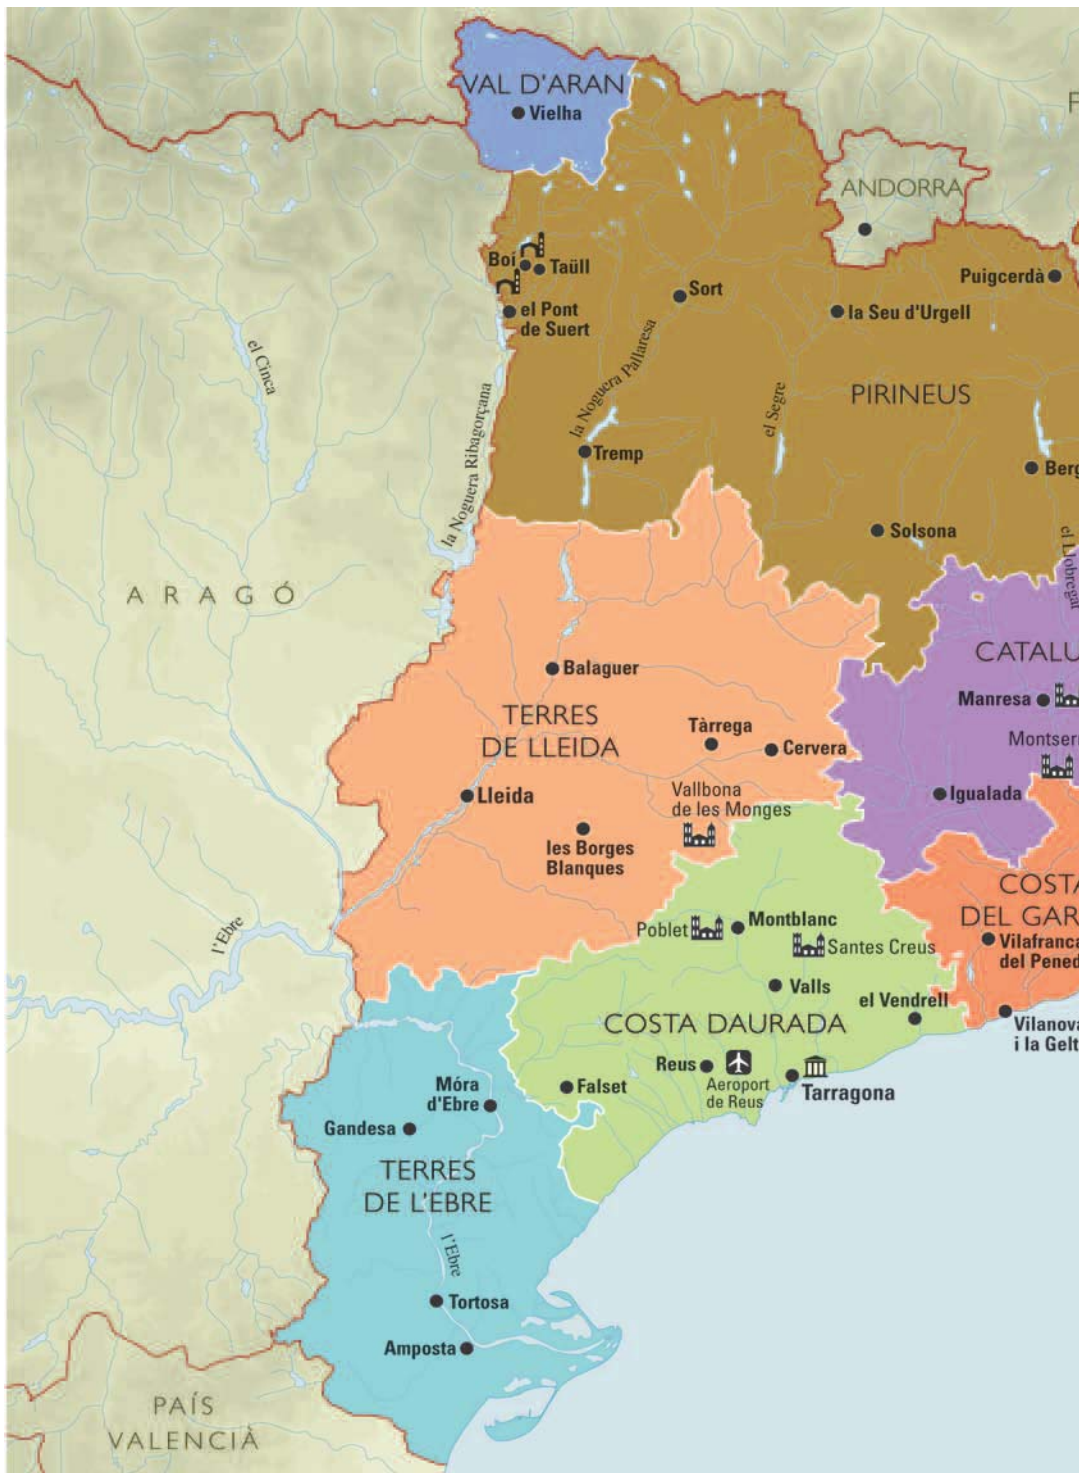 VAL D'ARAN
Vielha
ANDORRA
Boí
Taüll
el Pont
de Suert
Sort
Puigcerdà
la Seu d'Urgell
el Cinca
la Noguera Pallaresa
la Noguera Ribagorçana
el Segre
PIRINEUS
Tremp
Berg
Solsona
el Llobregat
ARAGÓ
CATALU
Balaguer
Manresa
TERRES
DE LLEIDA
Tàrrega
Cervera
Montserr
Lleida
Vallbona
de les Monges
Igualada
les Borges
Blanques
COSTA
DEL GAR
l'Ebre
Poblet
Montblanc
Santes Creus
Vilafranca
del Pened
Valls
el Vendrell
COSTA DAURADA
Vilanova
i la Gelt
Reus
Aeroport
de Reus
Tarragona
Falset
Móra
d'Ebre
Gandesa
TERRES
DE L'EBRE
l'Ebre
Tortosa
Amposta
PAÍS
VALENCIÀ